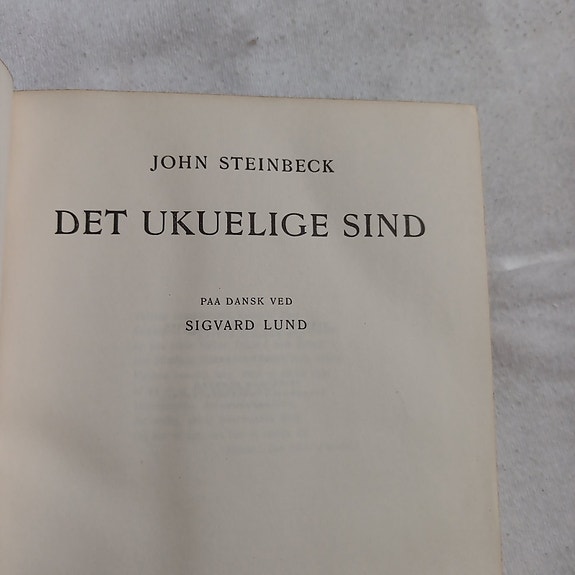 JOHN STEINBECK
DET UKUELIGE SIND
PAA DANSK VED
SIGVARD LUND